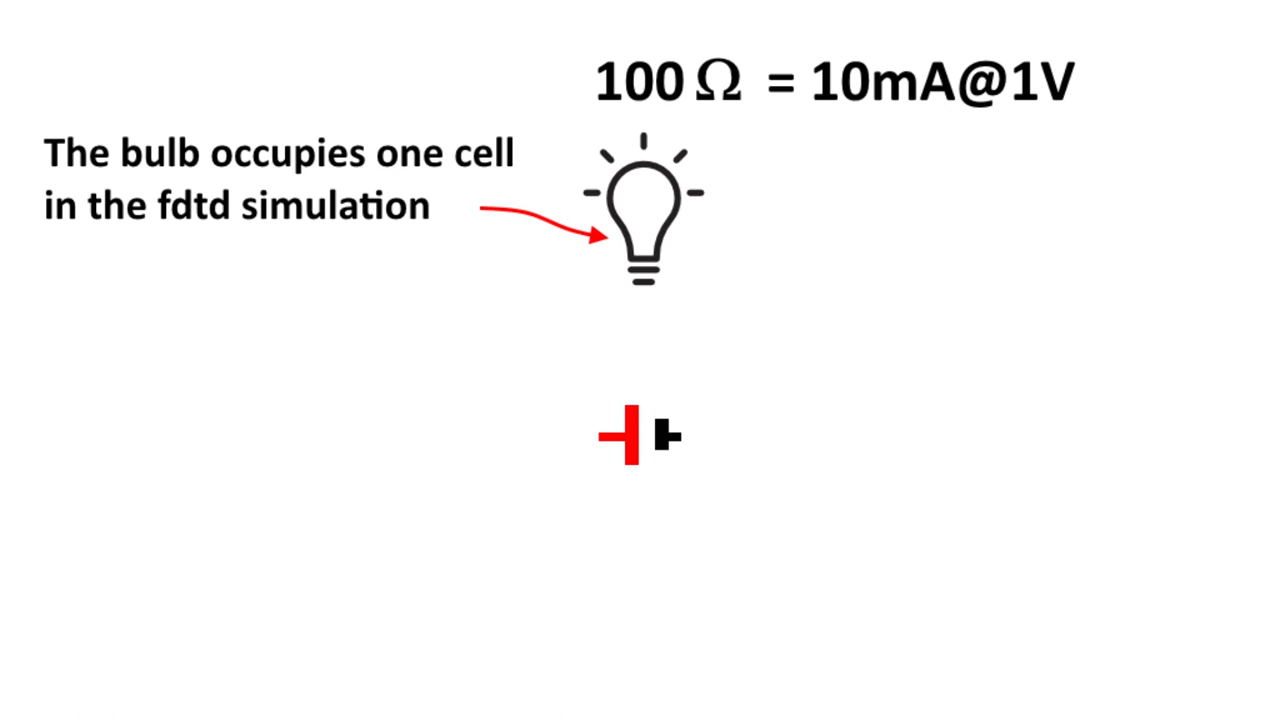 100 Ω = 10mA@1V
The bulb occupies one cell
in the fdtd simulation